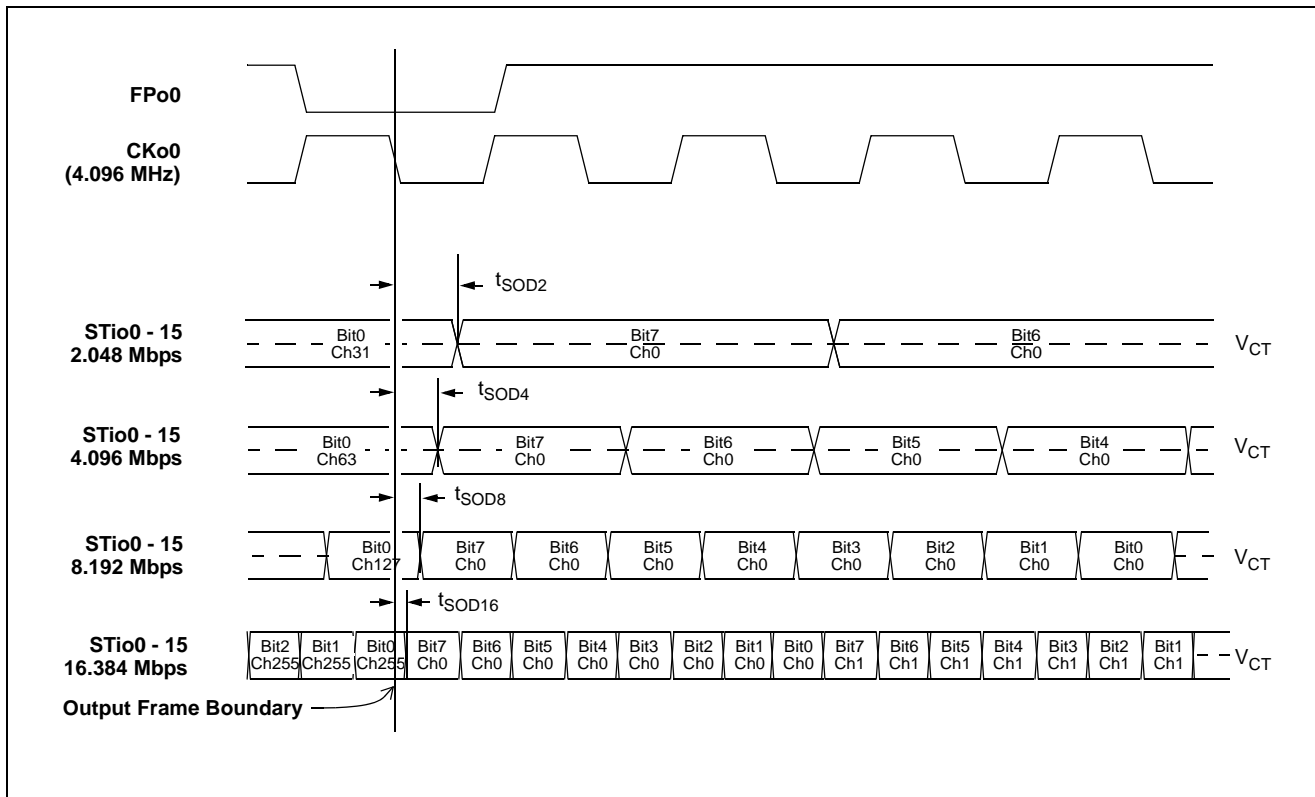 FPo0
CKo0
(4.096 MHz)
tSOD2
STio0 - 15
2.048 Mbps
Bit0
Ch31
Bit7
Ch0
Bit6
Ch0
VCT
tSOD4
STio0 - 15
4.096 Mbps
Bit0
Ch63
Bit7
Ch0
Bit6
Ch0
Bit5
Ch0
Bit4
Ch0
VCT
tSOD8
STio0 - 15
8.192 Mbps
Bit0
Ch127
Bit7
Ch0
Bit6
Ch0
Bit5
Ch0
Bit4
Ch0
Bit3
Ch0
Bit2
Ch0
Bit1
Ch0
Bit0
Ch0
VCT
tSOD16
STio0 - 15
16.384 Mbps
Bit2
Ch255
Bit1
Ch255
Bit0
Ch255
Bit7
Ch0
Bit6
Ch0
Bit5
Ch0
Bit4
Ch0
Bit3
Ch0
Bit2
Ch0
Bit1
Ch0
Bit0
Ch0
Bit7
Ch1
Bit6
Ch1
Bit5
Ch1
Bit4
Ch1
Bit3
Ch1
Bit2
Ch1
Bit1
Ch1
VCT
Output Frame Boundary